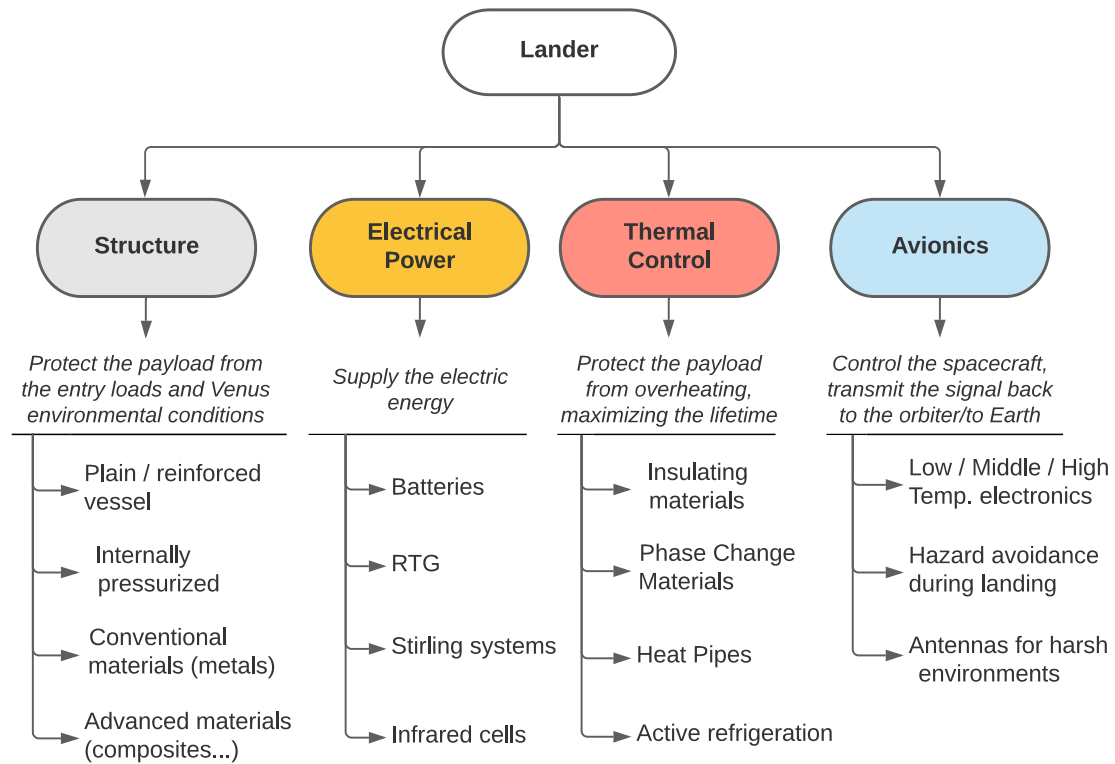 Lander
Structure
Electrical
Power
Thermal
Control
Avionics
Protect the payload from
the entry loads and Venus
environmental conditions
Supply the electric
energy
Protect the payload
from overheating,
maximizing the lifetime
Control the spacecraft,
transmit the signal back
to the orbiter/to Earth
Plain / reinforced
vessel
Internally
pressurized
Conventional
materials (metals)
Advanced materials
(composites...)
Batteries
RTG
Stirling systems
Infrared cells
Insulating
materials
Phase Change
Materials
Heat Pipes
Active refrigeration
Low / Middle / High
Temp. electronics
Hazard avoidance
during landing
Antennas for harsh
environments